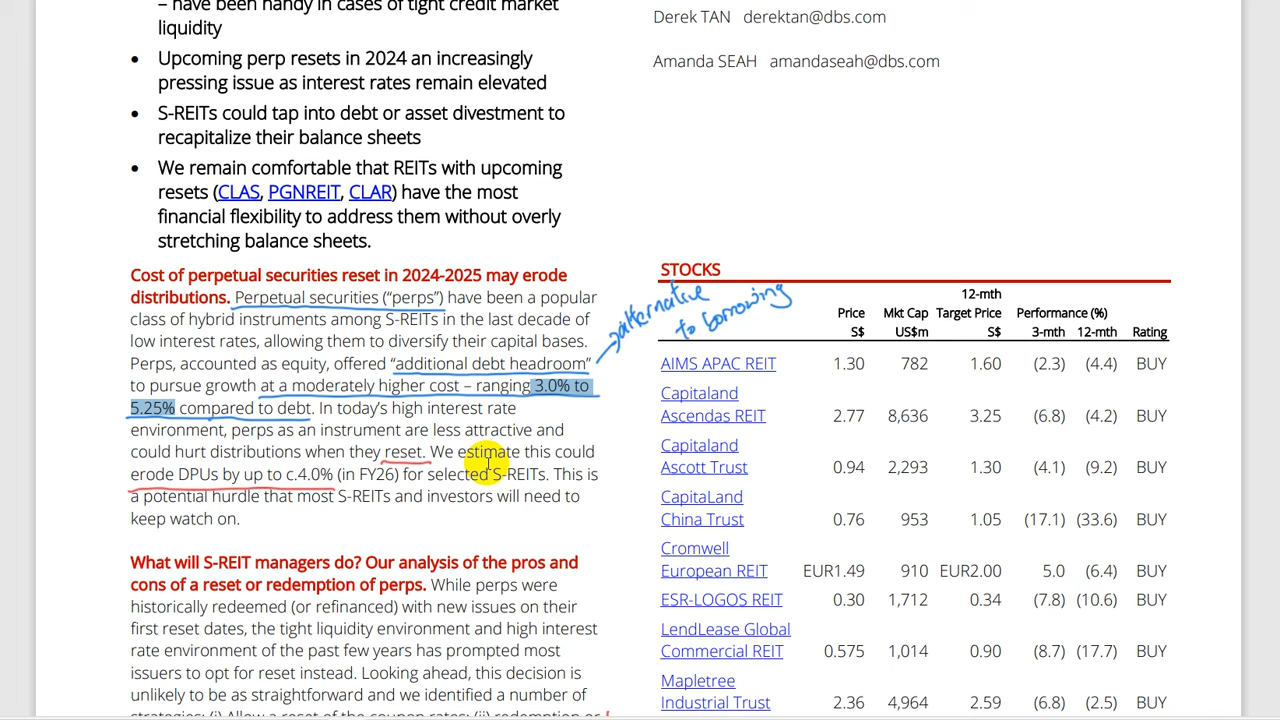 – have been handy in cases of tight credit market
liquidity
• Upcoming perp resets in 2024 an increasingly
pressing issue as interest rates remain elevated
• S-REITs could tap into debt or asset divestment to
recapitalize their balance sheets
• We remain comfortable that REITs with upcoming
resets (CLAS, PGNREIT, CLAR) have the most
financial flexibility to address them without overly
stretching balance sheets.
Cost of perpetual securities reset in 2024-2025 may erode
distributions. Perpetual securities (“perps”) have been a popular
class of hybrid instruments among S-REITs in the last decade of
low interest rates, allowing them to diversify their capital bases.
Perps, accounted as equity, offered “additional debt headroom”
to pursue growth at a moderately higher cost – ranging 3.0% to
5.25% compared to debt. In today’s high interest rate
environment, perps as an instrument are less attractive and
could hurt distributions when they reset. We estimate this could
erode DPUs by up to c.4.0% (in FY26) for selected S-REITs. This is
a potential hurdle that most S-REITs and investors will need to
keep watch on.
What will S-REIT managers do? Our analysis of the pros and
cons of a reset or redemption of perps. While perps were
historically redeemed (or refinanced) with new issues on their
first reset dates, the tight liquidity environment and high interest
rate environment of the past few years has prompted most
issuers to opt for reset instead. Looking ahead, this decision is
unlikely to be as straightforward and we identified a number of
strategies: (i) Allow a reset of the coupon rates; (ii) redemption or
alternative
to borrowing
Derek TAN derektan@dbs.com
Amanda SEAH amandaseah@dbs.com
STOCKS
12-mth
Price Mkt Cap Target Price Performance (%)
S$ US$m S$ 3-mth 12-mth Rating
AIMS APAC REIT 1.30 782 1.60 (2.3) (4.4) BUY
Capitaland
Ascendas REIT 2.77 8,636 3.25 (6.8) (4.2) BUY
Capitaland
Ascott Trust 0.94 2,293 1.30 (4.1) (9.2) BUY
CapitaLand
China Trust 0.76 953 1.05 (17.1) (33.6) BUY
Cromwell
European REIT EUR1.49 910 EUR2.00 5.0 (6.4) BUY
ESR-LOGOS REIT 0.30 1,712 0.34 (7.8) (10.6) BUY
LendLease Global
Commercial REIT 0.575 1,014 0.90 (8.7) (17.7) BUY
Mapletree
Industrial Trust 2.36 4,964 2.59 (6.8) (2.5) BUY